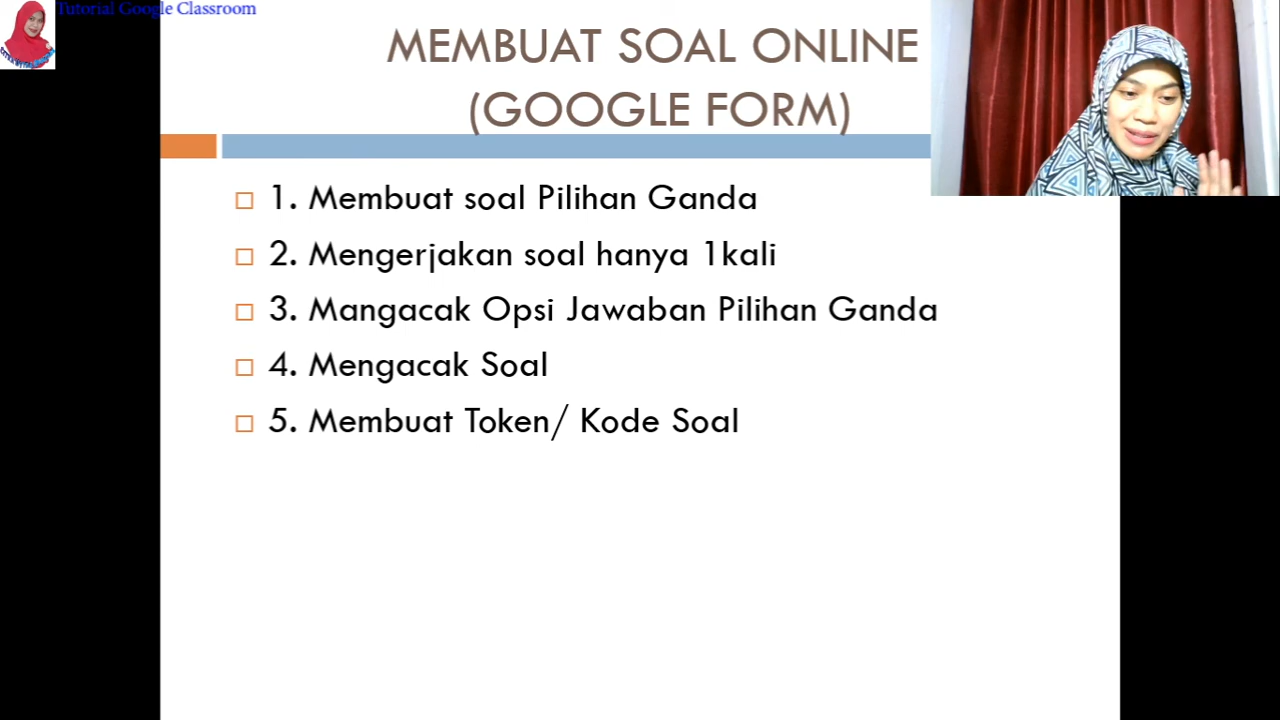 Tutorial Google Classroom
MEMBUAT SOAL ONLINE
(GOOGLE FORM)
1. Membuat soal Pilihan Ganda
2. Mengerjakan soal hanya 1kali
3. Mangacak Opsi Jawaban Pilihan Ganda
4. Mengacak Soal
5. Membuat Token/ Kode Soal